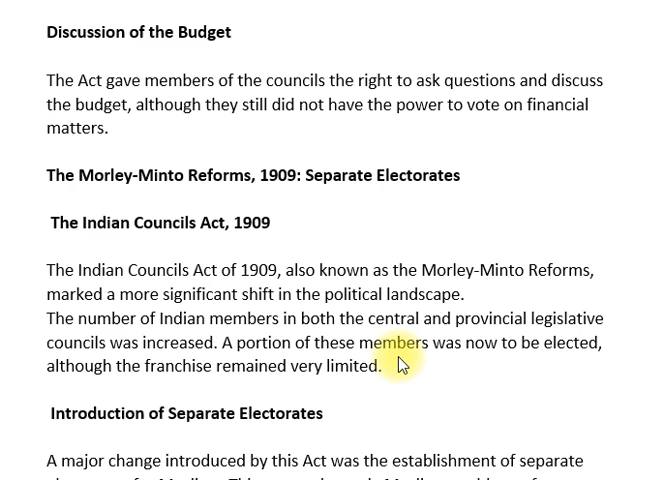 Discussion of the Budget
The Act gave members of the councils the right to ask questions and discuss
the budget, although they still did not have the power to vote on financial
matters.
The Morley-Minto Reforms, 1909: Separate Electorates
The Indian Councils Act, 1909
The Indian Councils Act of 1909, also known as the Morley-Minto Reforms,
marked a more significant shift in the political landscape.
The number of Indian members in both the central and provincial legislative
councils was increased. A portion of these members was now to be elected,
although the franchise remained very limited.
Introduction of Separate Electorates
A major change introduced by this Act was the establishment of separate